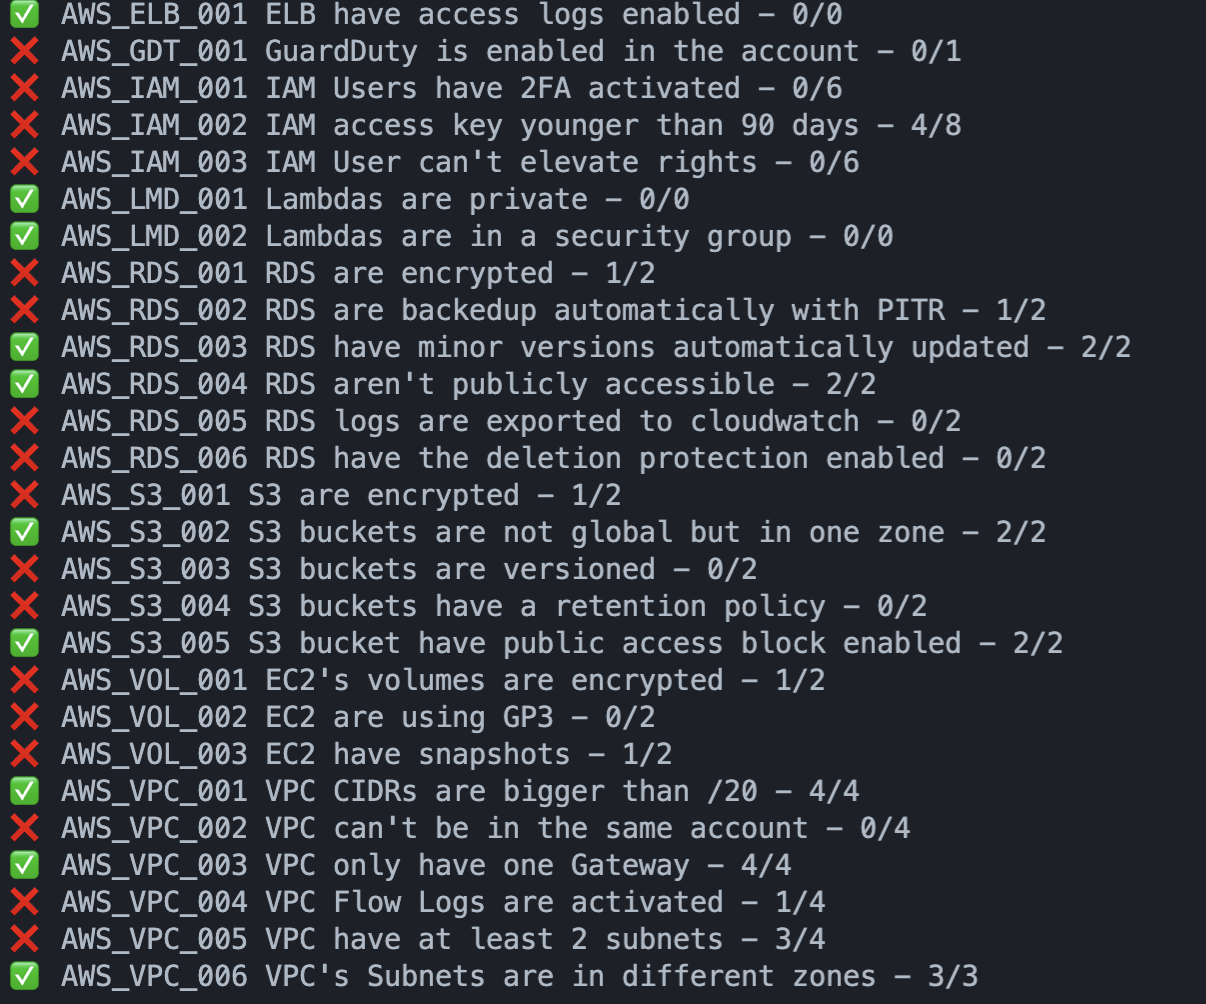 ✅ AWS_ELB_001 ELB have access logs enabled - 0/0
❌ AWS_GDT_001 GuardDuty is enabled in the account - 0/1
❌ AWS_IAM_001 IAM Users have 2FA activated - 0/6
❌ AWS_IAM_002 IAM access key younger than 90 days - 4/8
❌ AWS_IAM_003 IAM User can't elevate rights - 0/6
✅ AWS_LMD_001 Lambdas are private - 0/0
✅ AWS_LMD_002 Lambdas are in a security group - 0/0
❌ AWS_RDS_001 RDS are encrypted - 1/2
❌ AWS_RDS_002 RDS are backedup automatically with PITR - 1/2
✅ AWS_RDS_003 RDS have minor versions automatically updated - 2/2
✅ AWS_RDS_004 RDS aren't publicly accessible - 2/2
❌ AWS_RDS_005 RDS logs are exported to cloudwatch - 0/2
❌ AWS_RDS_006 RDS have the deletion protection enabled - 0/2
❌ AWS_S3_001 S3 are encrypted - 1/2
✅ AWS_S3_002 S3 buckets are not global but in one zone - 2/2
❌ AWS_S3_003 S3 buckets are versioned - 0/2
❌ AWS_S3_004 S3 buckets have a retention policy - 0/2
✅ AWS_S3_005 S3 bucket have public access block enabled - 2/2
❌ AWS_VOL_001 EC2's volumes are encrypted - 1/2
❌ AWS_VOL_002 EC2 are using GP3 - 0/2
❌ AWS_VOL_003 EC2 have snapshots - 1/2
✅ AWS_VPC_001 VPC CIDRs are bigger than /20 - 4/4
❌ AWS_VPC_002 VPC can't be in the same account - 0/4
✅ AWS_VPC_003 VPC only have one Gateway - 4/4
❌ AWS_VPC_004 VPC Flow Logs are activated - 1/4
❌ AWS_VPC_005 VPC have at least 2 subnets - 3/4
✅ AWS_VPC_006 VPC's Subnets are in different zones - 3/3